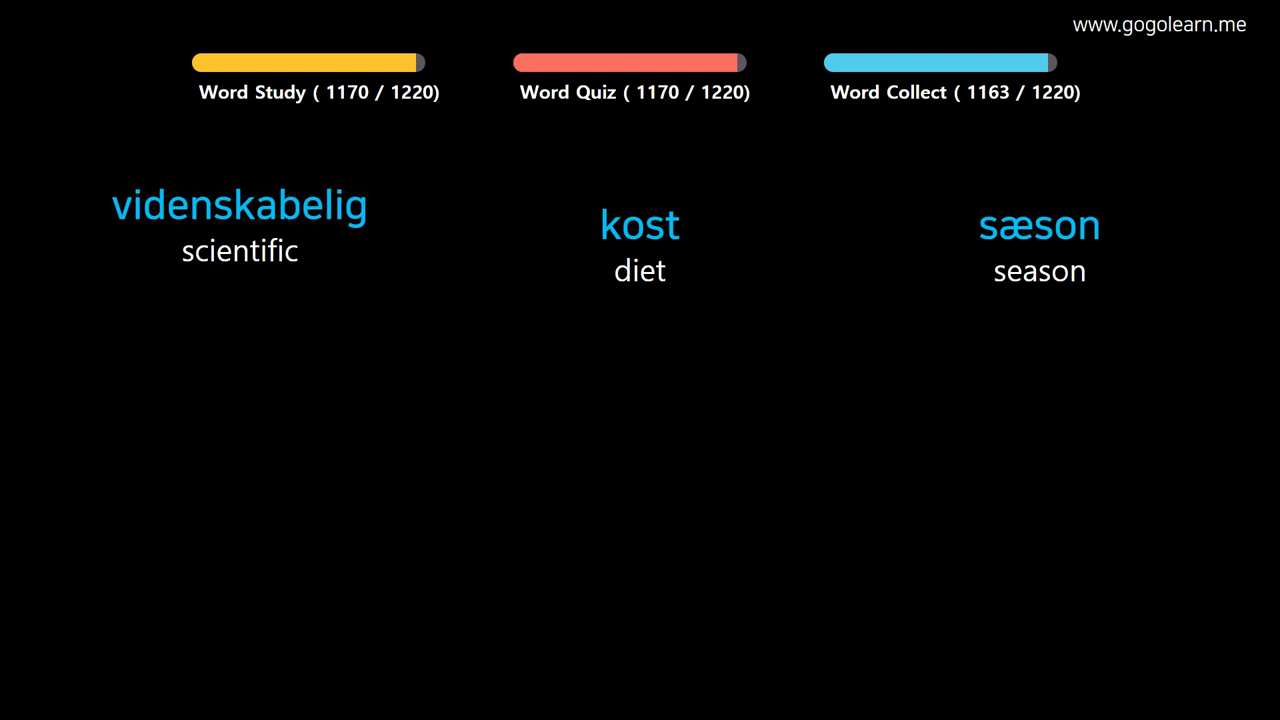 www.gogolearn.me
Word Study ( 1170 / 1220)
Word Quiz ( 1170 / 1220)
Word Collect ( 1163 / 1220)
videnskabelig
scientific
kost
diet
sæson
season